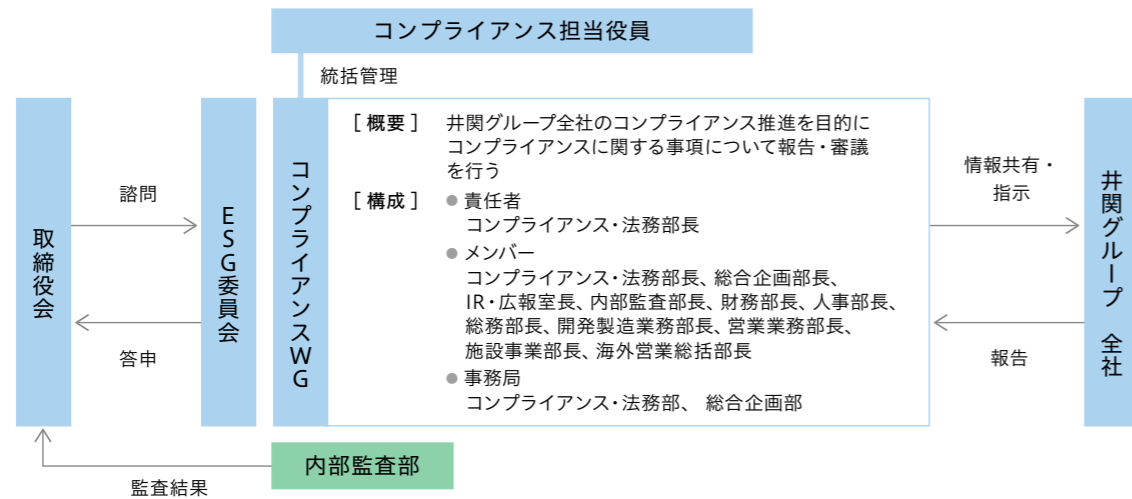 コンプライアンス担当役員
統括管理
取締役会
諮問
答申
ESG委員会
コンプライアンスWG
[ 概要 ] 井関グループ全社のコンプライアンス推進を目的に
コンプライアンスに関する事項について報告・審議
を行う
[ 構成 ] ● 責任者
コンプライアンス・法務部長
● メンバー
コンプライアンス・法務部長、総合企画部長、
IR・広報室長、内部監査部長、財務部長、人事部長、
総務部長、開発製造業務部長、営業業務部長、
施設事業部長、海外営業総括部長
● 事務局
コンプライアンス・法務部、 総合企画部
情報共有・
指示
報告
井関グループ 全社
内部監査部
監査結果